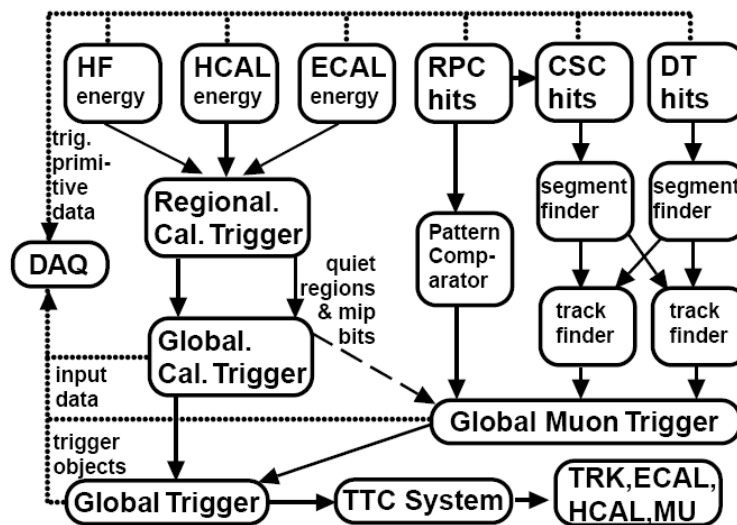 HF
energy
HCAL
energy
ECAL
energy
RPC
hits
CSC
hits
DT
hits
trig.
primi-
tive
data
Regional.
Cal. Trigger
segment
finder
segment
finder
DAQ
quiet
regions
& mip
bits
Pattern
Comp-
arator
track
finder
track
finder
Global.
Cal. Trigger
input
data
Global Muon Trigger
trigger
objects
Global Trigger
TTC System
TRK,ECAL,
HCAL,MU